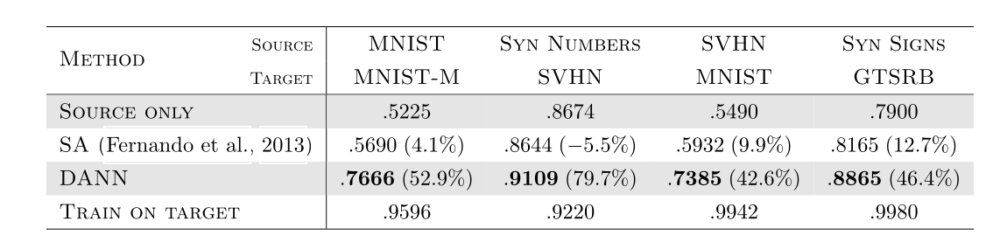 METHOD SOURCE MNIST SYN NUMBERS SVHN SYN SIGNS
TARGET MNIST-M SVHN MNIST GTSRB
SOURCE ONLY .5225 .8674 .5490 .7900
SA (Fernando et al., 2013) .5690 (4.1%) .8644 (−5.5%) .5932 (9.9%) .8165 (12.7%)
DANN .7666 (52.9%) .9109 (79.7%) .7385 (42.6%) .8865 (46.4%)
TRAIN ON TARGET .9596 .9220 .9942 .9980